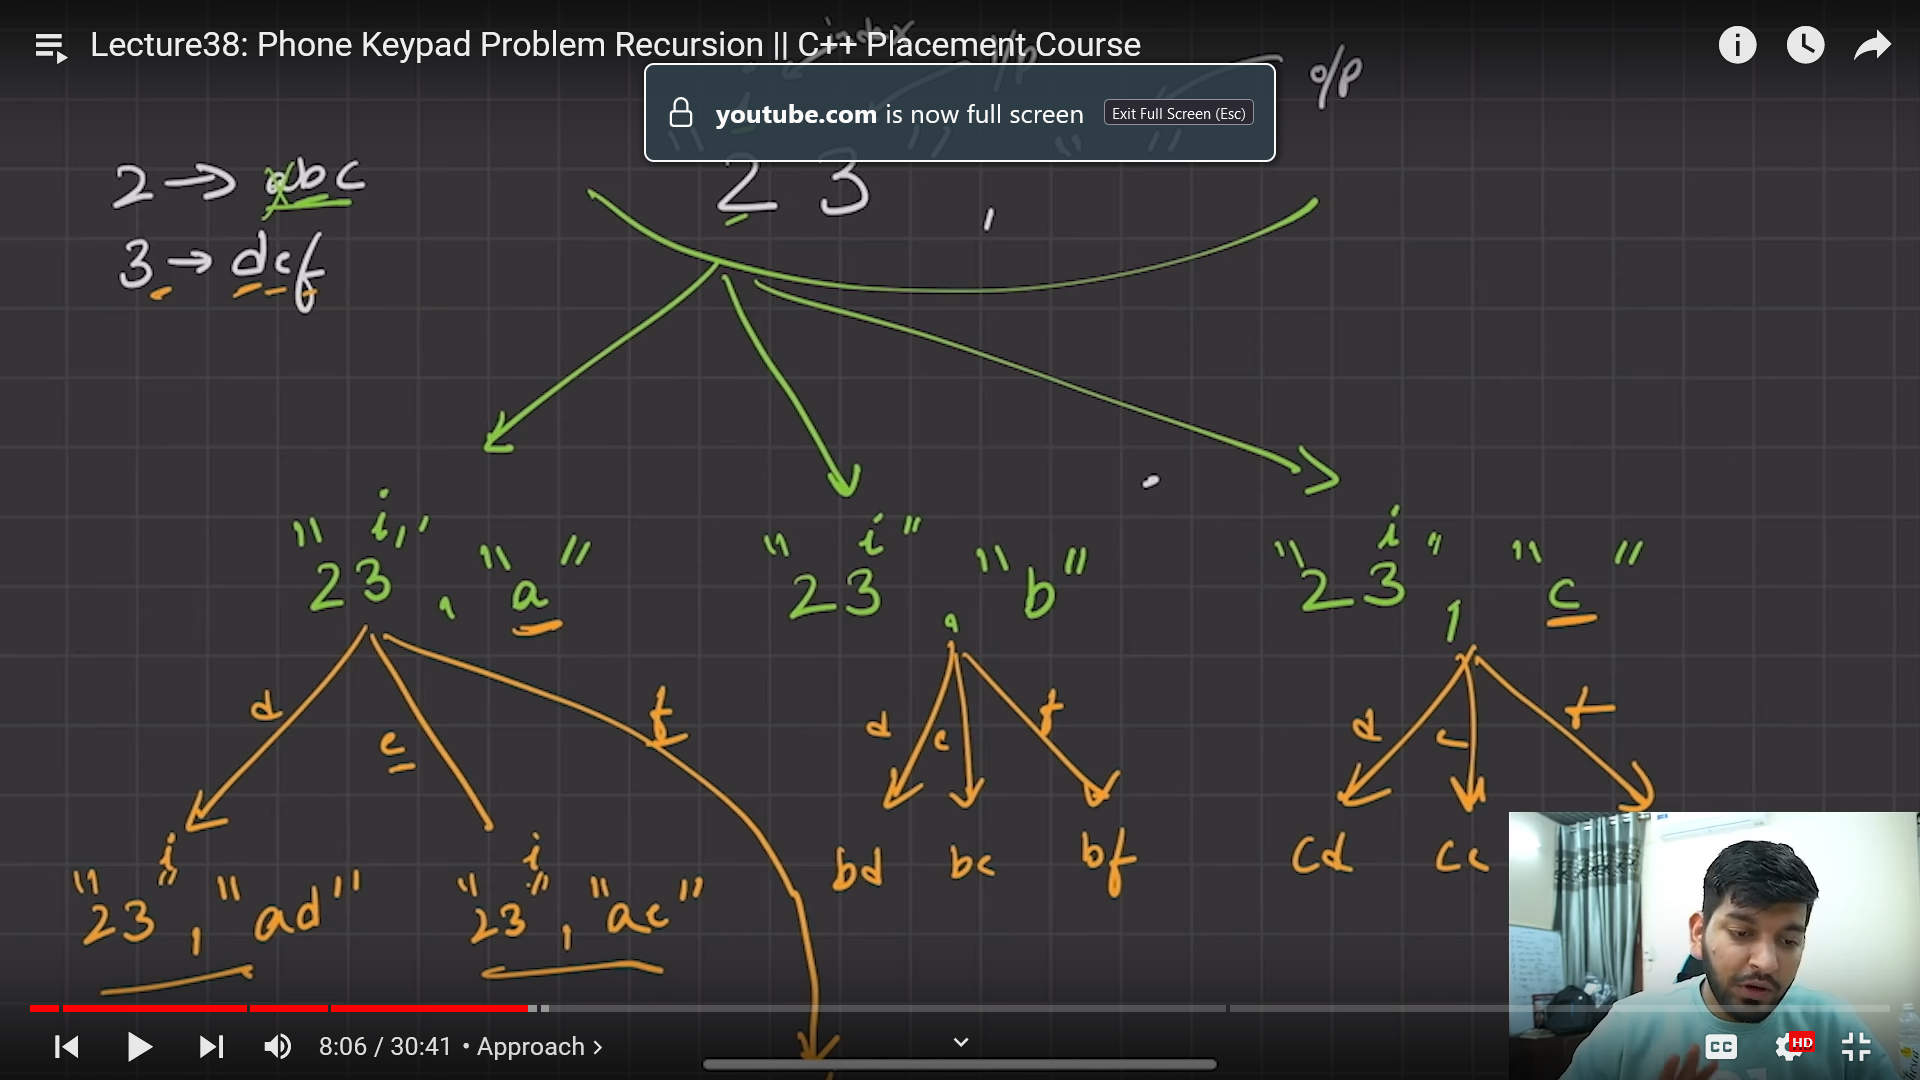 Lecture38: Phone Keypad Problem Recursion || C++ Placement Course
index
i/p
o/p
youtube.com is now full screen
Exit Full Screen (Esc)
2 → abc
3 → def
" 23 " , " "
i i i
"23", "a" "23", "b" "23", "c"
d e f d e f d e f
i i
"23", "ad" "23", "ae" bd be bf cd ce
8:06 / 30:41 • Approach >
CC
HD